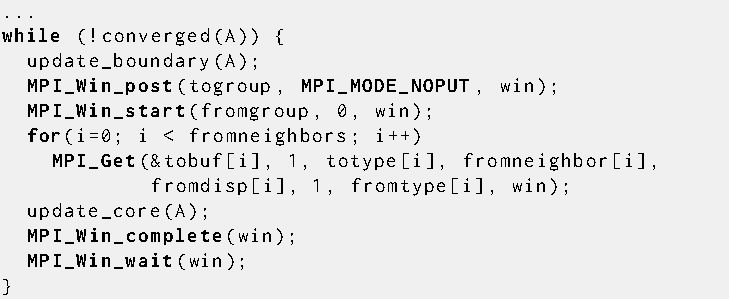 ...
while (!converged(A)) {
  update_boundary(A);
  MPI_Win_post(togroup, MPI_MODE_NOPUT, win);
  MPI_Win_start(fromgroup, 0, win);
  for(i=0; i < fromneighbors; i++)
    MPI_Get(&tobuf[i], 1, totype[i], fromneighbor[i],
            fromdisp[i], 1, fromtype[i], win);
  update_core(A);
  MPI_Win_complete(win);
  MPI_Win_wait(win);
}